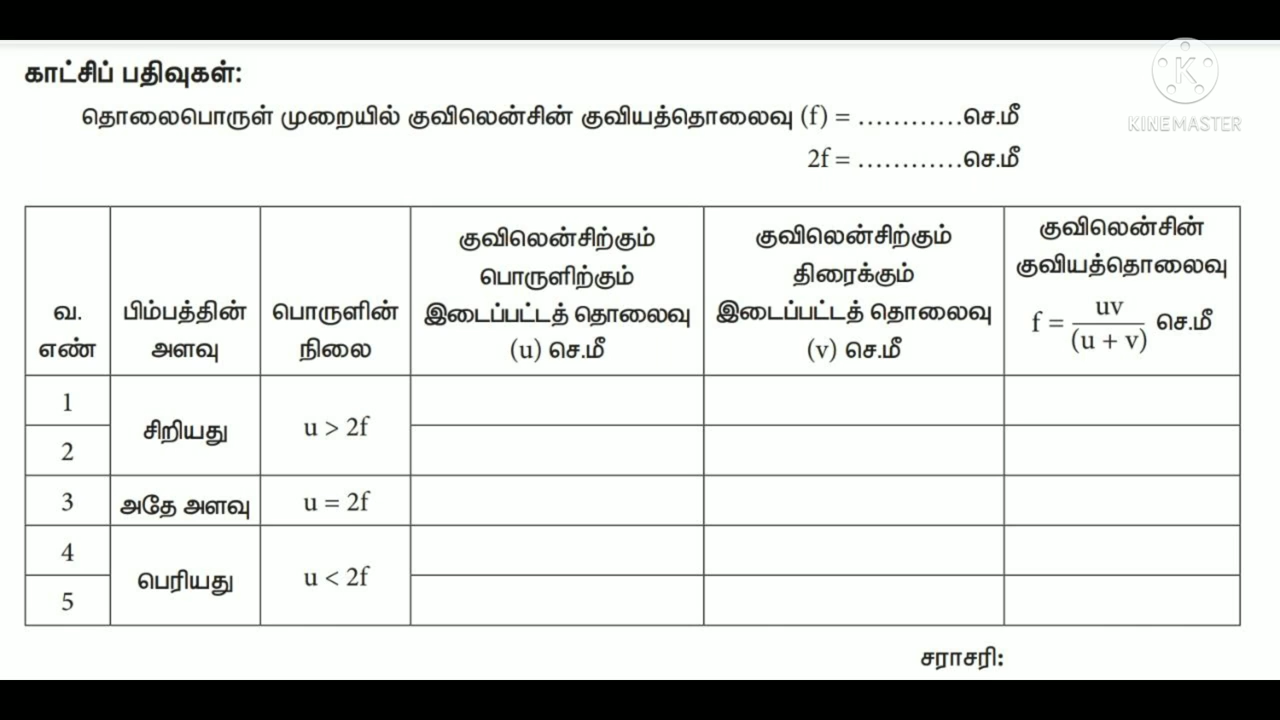 K
KINEMASTER
காட்சிப் பதிவுகள்:
தொலைபொருள் முறையில் குவிலென்சின் குவியத்தொலைவு (f) = …………செ.மீ
2f = …………செ.மீ
வ.
எண்
பிம்பத்தின்
அளவு
பொருளின்
நிலை
குவிலென்சிற்கும்
பொருளிற்கும்
இடைப்பட்டத் தொலைவு
(u) செ.மீ
குவிலென்சிற்கும்
திரைக்கும்
இடைப்பட்டத் தொலைவு
(v) செ.மீ
குவிலென்சின்
குவியத்தொலைவு
f = uv / (u + v) செ.மீ
1
சிறியது
u > 2f
2
3
அதே அளவு
u = 2f
4
பெரியது
u < 2f
5
சராசரி: